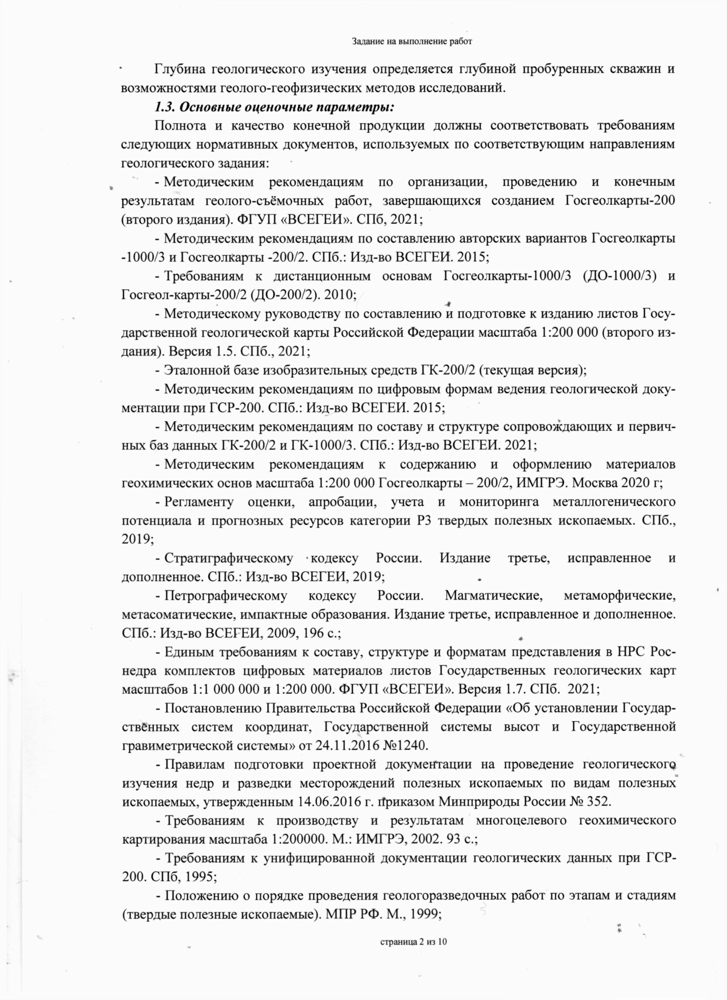 Задание на выполнение работ
Глубина геологического изучения определяется глубиной пробуренных скважин и
возможностями геолого-геофизических методов исследований.
1.3. Основные оценочные параметры:
Полнота и качество конечной продукции должны соответствовать требованиям
следующих нормативных документов, используемых по соответствующим направлениям
геологического задания:
- Методическим рекомендациям по организации, проведению и конечным
результатам геолого-съёмочных работ, завершающихся созданием Госгеолкарты-200
(второго издания). ФГУП «ВСЕГЕИ». СПб, 2021;
- Методическим рекомендациям по составлению авторских вариантов Госгеолкарты
-1000/3 и Госгеолкарты -200/2. СПб.: Изд-во ВСЕГЕИ. 2015;
- Требованиям к дистанционным основам Госгеолкарты-1000/3 (ДО-1000/3) и
Госгеол-карты-200/2 (ДО-200/2). 2010;
- Методическому руководству по составлению и подготовке к изданию листов Госу-
дарственной геологической карты Российской Федерации масштаба 1:200 000 (второго из-
дания). Версия 1.5. СПб., 2021;
- Эталонной базе изобразительных средств ГК-200/2 (текущая версия);
- Методическим рекомендациям по цифровым формам ведения геологической доку-
ментации при ГСР-200. СПб.: Изд-во ВСЕГЕИ. 2015;
- Методическим рекомендациям по составу и структуре сопровождающих и первич-
ных баз данных ГК-200/2 и ГК-1000/3. СПб.: Изд-во ВСЕГЕИ. 2021;
- Методическим рекомендациям к содержанию и оформлению материалов
геохимических основ масштаба 1:200 000 Госгеолкарты – 200/2, ИМГРЭ. Москва 2020 г;
- Регламенту оценки, апробации, учета и мониторинга металлогенического
потенциала и прогнозных ресурсов категории Р3 твердых полезных ископаемых. СПб.,
2019;
- Стратиграфическому кодексу России. Издание третье, исправленное и
дополненное. СПб.: Изд-во ВСЕГЕИ, 2019;
- Петрографическому кодексу России. Магматические, метаморфические,
метасоматические, импактные образования. Издание третье, исправленное и дополненное.
СПб.: Изд-во ВСЕГЕИ, 2009, 196 с.;
- Единым требованиям к составу, структуре и форматам представления в НРС Рос-
недра комплектов цифровых материалов листов Государственных геологических карт
масштабов 1:1 000 000 и 1:200 000. ФГУП «ВСЕГЕИ». Версия 1.7. СПб. 2021;
- Постановлению Правительства Российской Федерации «Об установлении Государ-
ственных систем координат, Государственной системы высот и Государственной
гравиметрической системы» от 24.11.2016 №1240.
- Правилам подготовки проектной документации на проведение геологического
изучения недр и разведки месторождений полезных ископаемых по видам полезных
ископаемых, утвержденным 14.06.2016 г. приказом Минприроды России № 352.
- Требованиям к производству и результатам многоцелевого геохимического
картирования масштаба 1:200000. М.: ИМГРЭ, 2002. 93 с.;
- Требованиям к унифицированной документации геологических данных при ГСР-
200. СПб, 1995;
- Положению о порядке проведения геологоразведочных работ по этапам и стадиям
(твердые полезные ископаемые). МПР РФ. М., 1999;
страница 2 из 10